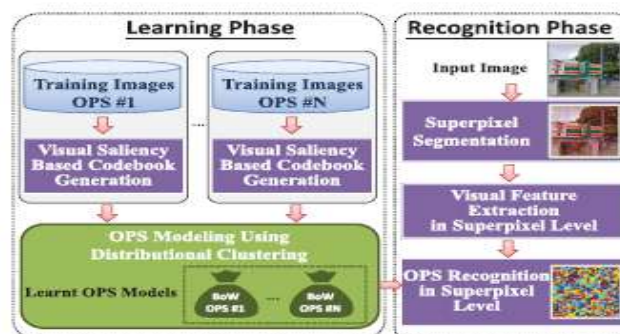 Learning Phase
Training Images
OPS #1
Training Images
OPS #N
...
Visual Saliency
Based Codebook
Generation
Visual Saliency
Based Codebook
Generation
OPS Modeling Using
Distributional Clustering
Learnt OPS Models
BoW
OPS #1
...
BoW
OPS #N
Recognition Phase
Input Image
Superpixel
Segmentation
Visual Feature
Extraction
in Superpixel Level
OPS Recognition
in Superpixel
Level